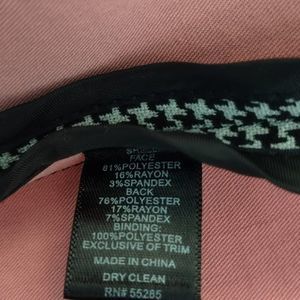 SHELL
FACE
81%POLYESTER
16%RAYON
3%SPANDEX
BACK
76%POLYESTER
17%RAYON
7%SPANDEX
BINDING:
100%POLYESTER
EXCLUSIVE OF TRIM
MADE IN CHINA
DRY CLEAN
RN# 55285